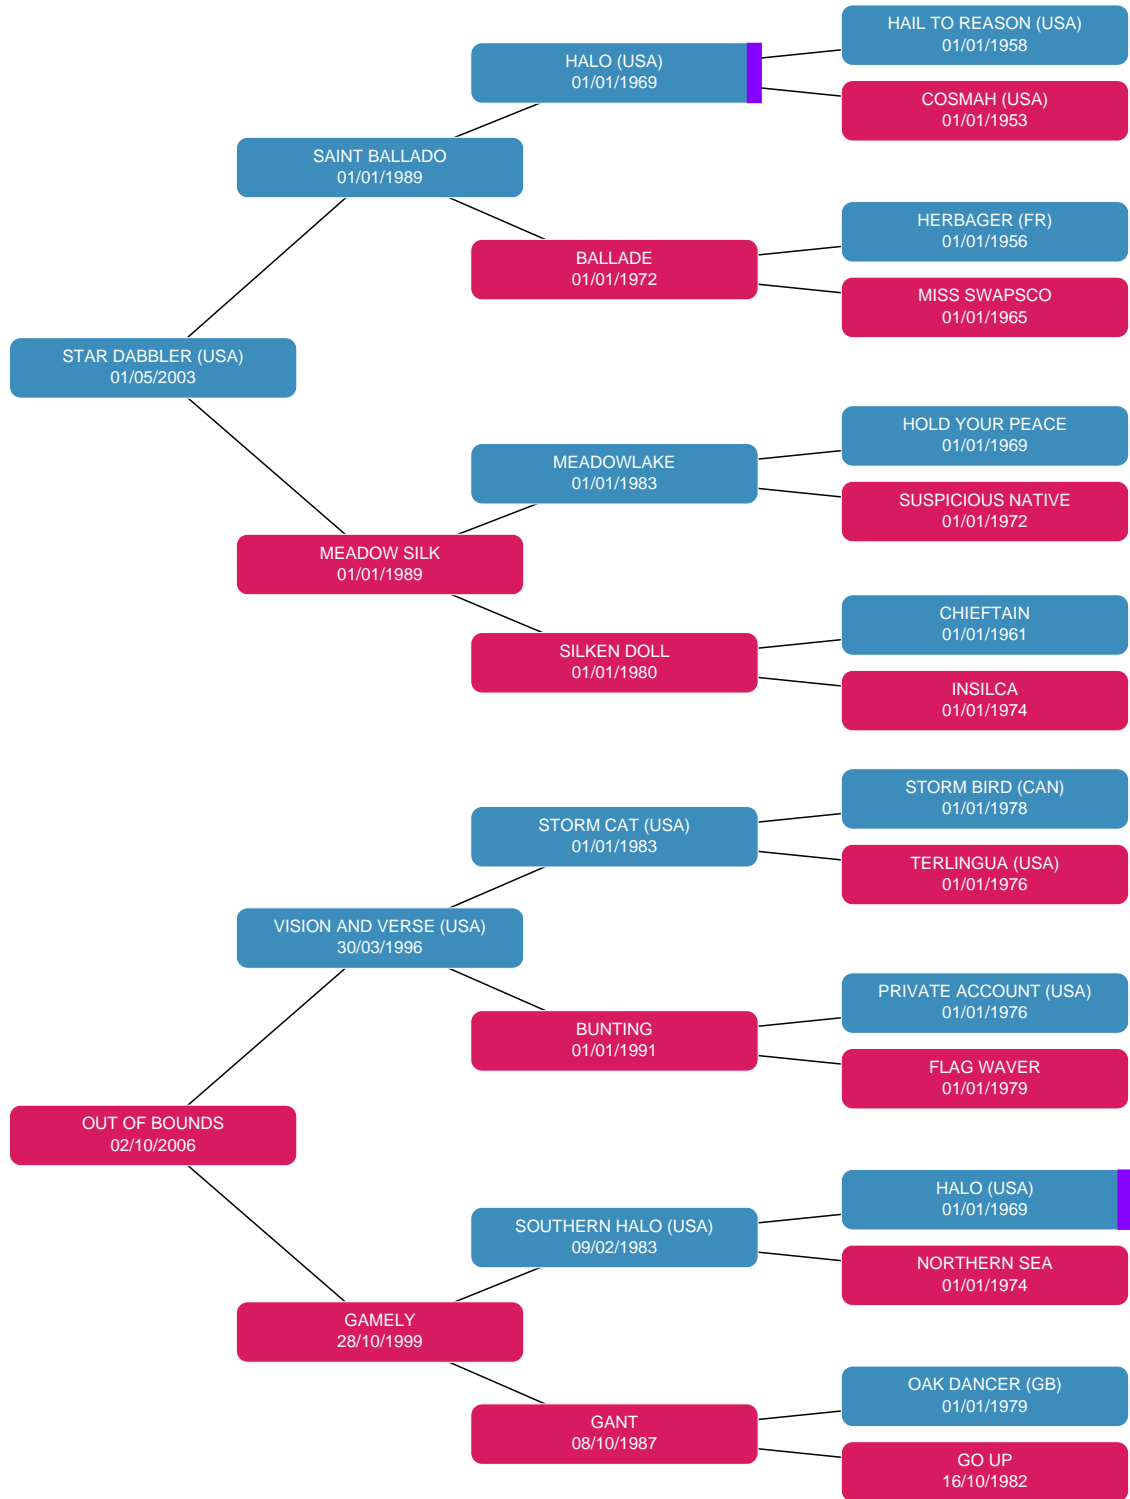 HAIL TO REASON (USA)
01/01/1958
HALO (USA)
01/01/1969
COSMAH (USA)
01/01/1953
SAINT BALLADO
01/01/1989
HERBAGER (FR)
01/01/1956
BALLADE
01/01/1972
MISS SWAPSCO
01/01/1965
STAR DABBLER (USA)
01/05/2003
HOLD YOUR PEACE
01/01/1969
MEADOWLAKE
01/01/1983
SUSPICIOUS NATIVE
01/01/1972
MEADOW SILK
01/01/1989
CHIEFTAIN
01/01/1961
SILKEN DOLL
01/01/1980
INSILCA
01/01/1974
STORM BIRD (CAN)
01/01/1978
STORM CAT (USA)
01/01/1983
TERLINGUA (USA)
01/01/1976
VISION AND VERSE (USA)
30/03/1996
PRIVATE ACCOUNT (USA)
01/01/1976
BUNTING
01/01/1991
FLAG WAVER
01/01/1979
OUT OF BOUNDS
02/10/2006
HALO (USA)
01/01/1969
SOUTHERN HALO (USA)
09/02/1983
NORTHERN SEA
01/01/1974
GAMELY
28/10/1999
OAK DANCER (GB)
01/01/1979
GANT
08/10/1987
GO UP
16/10/1982